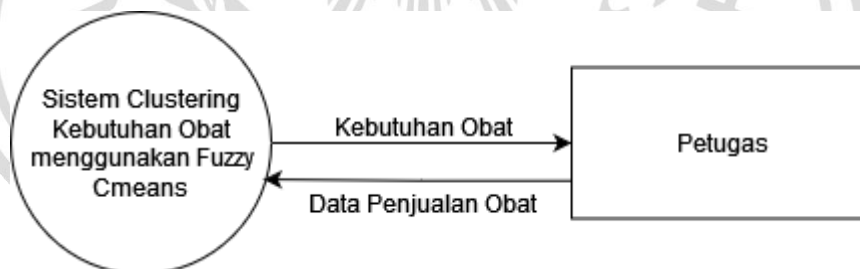 Sistem Clustering
Kebutuhan Obat
menggunakan Fuzzy
Cmeans
Kebutuhan Obat
Data Penjualan Obat
Petugas